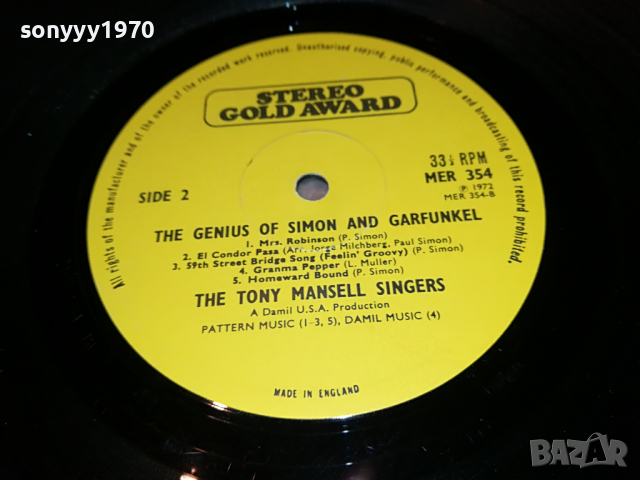 sonyyy1970
All rights of the manufacturer and of the owner of the recorded work reserved. Unauthorised copying, public performance and broadcasting of this record prohibited.
STEREO
GOLD AWARD
33⅓ RPM
MER 354
Ⓟ 1972
MER 354-B
SIDE 2
THE GENIUS OF SIMON AND GARFUNKEL
1. Mrs. Robinson (P. Simon)
2. El Condor Pasa (Arr. Jorge Milchberg, Paul Simon)
3. 59th Street Bridge Song (Feelin' Groovy) (P. Simon)
4. Granma Pepper (L. Muller)
5. Homeward Bound (P. Simon)
THE TONY MANSELL SINGERS
A Damil U.S.A. Production
PATTERN MUSIC (1-3, 5), DAMIL MUSIC (4)
MADE IN ENGLAND
BAZAR